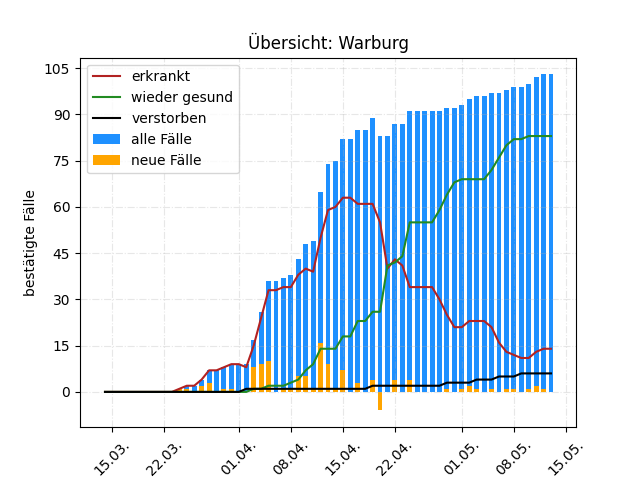 Übersicht: Warburg
erkrankt
wieder gesund
verstorben
alle Fälle
neue Fälle
bestätigte Fälle
105
90
75
60
45
30
15
0
15.03.
22.03.
01.04.
08.04.
15.04.
22.04.
01.05.
08.05.
15.05.